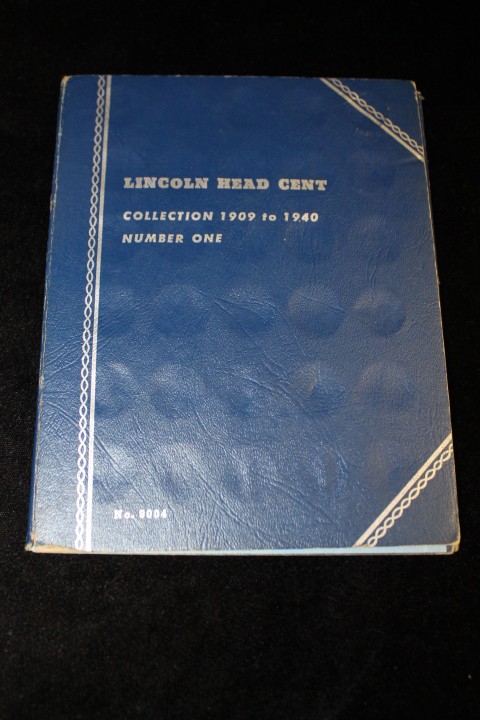 LINCOLN HEAD CENT
COLLECTION 1909 to 1940
NUMBER ONE
No. 9004